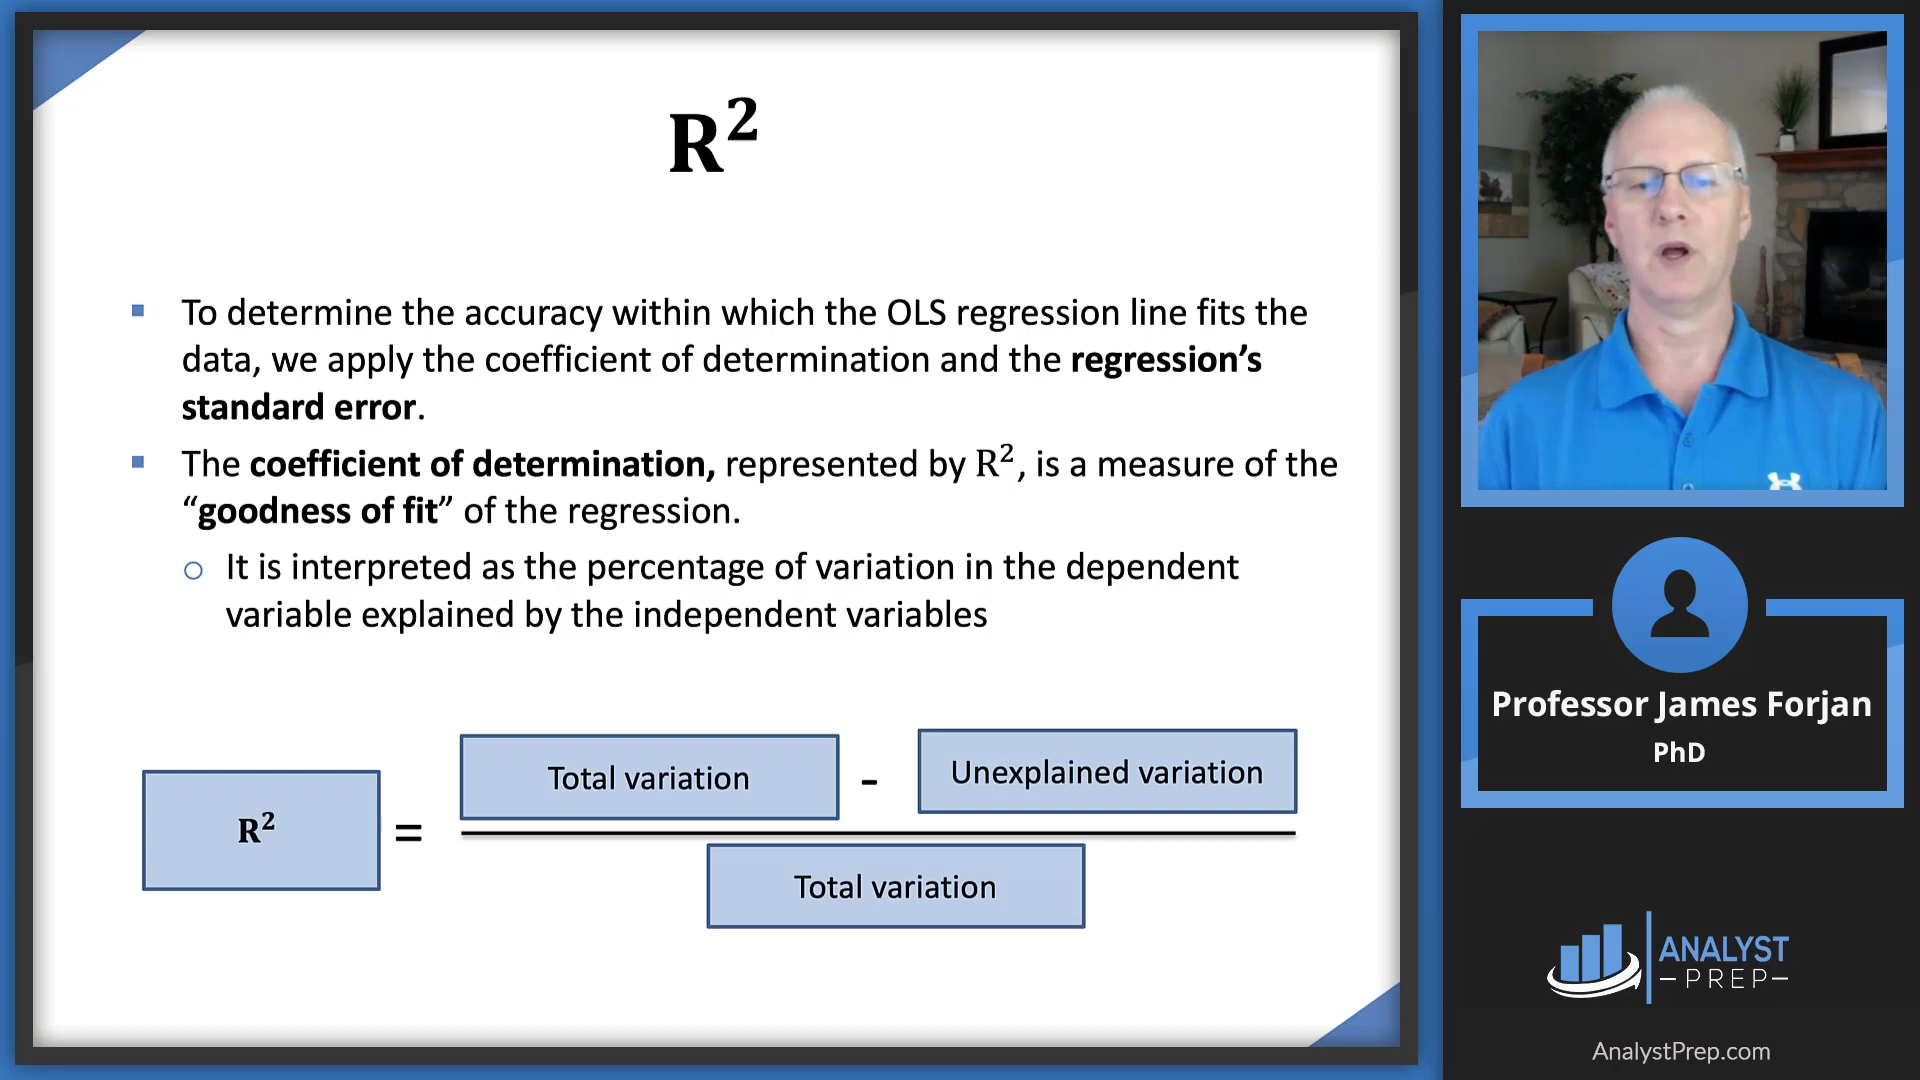 R²
To determine the accuracy within which the OLS regression line fits the
data, we apply the coefficient of determination and the regression’s
standard error.
The coefficient of determination, represented by R², is a measure of the
“goodness of fit” of the regression.
It is interpreted as the percentage of variation in the dependent
variable explained by the independent variables
R² = Total variation - Unexplained variation
Total variation
Professor James Forjan
PhD
ANALYST
PREP
AnalystPrep.com